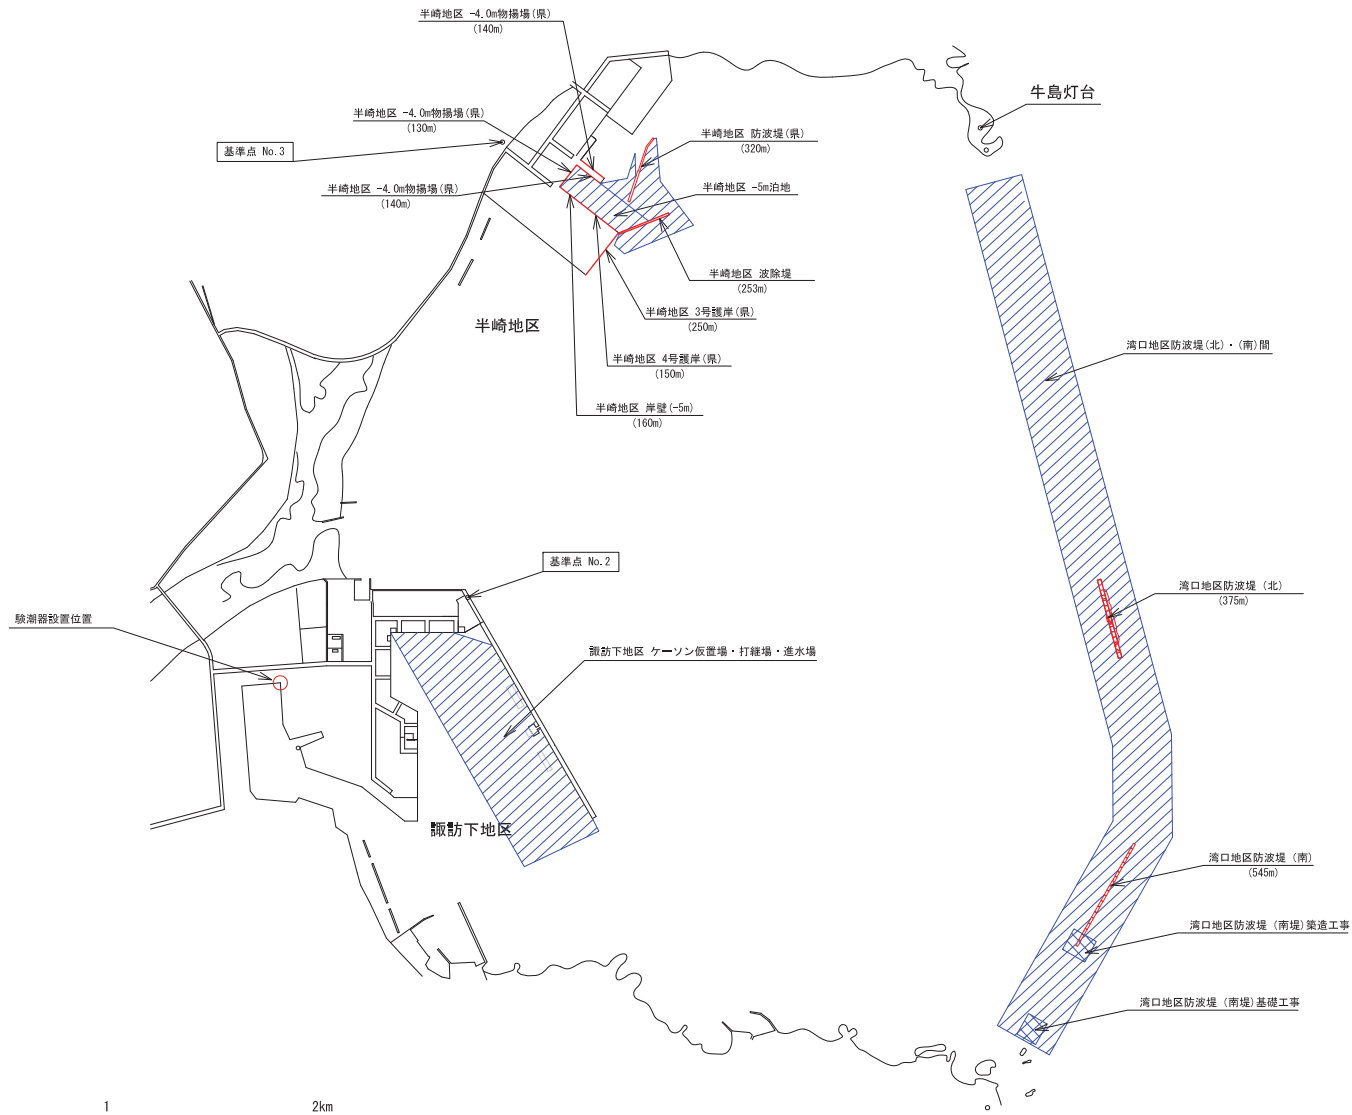 半崎地区 -4.0m物揚場(県)
(140m)
牛島灯台
半崎地区 -4.0m物揚場(県)
(130m)
半崎地区 防波堤(県)
(320m)
基準点 No.3
半崎地区 -4.0m物揚場(県)
(140m)
半崎地区 -5m泊地
半崎地区 波除堤
(253m)
半崎地区 3号護岸(県)
(250m)
半崎地区
湾口地区防波堤(北)・(南)間
半崎地区 4号護岸(県)
(150m)
半崎地区 岸壁(-5m)
(160m)
基準点 No.2
湾口地区防波堤 (北)
(375m)
験潮器設置位置
諏訪下地区 ケーソン仮置場・打継場・進水場
諏訪下地区
湾口地区防波堤 (南)
(545m)
湾口地区防波堤 (南堤)築造工事
湾口地区防波堤 (南堤)基礎工事
1
2km